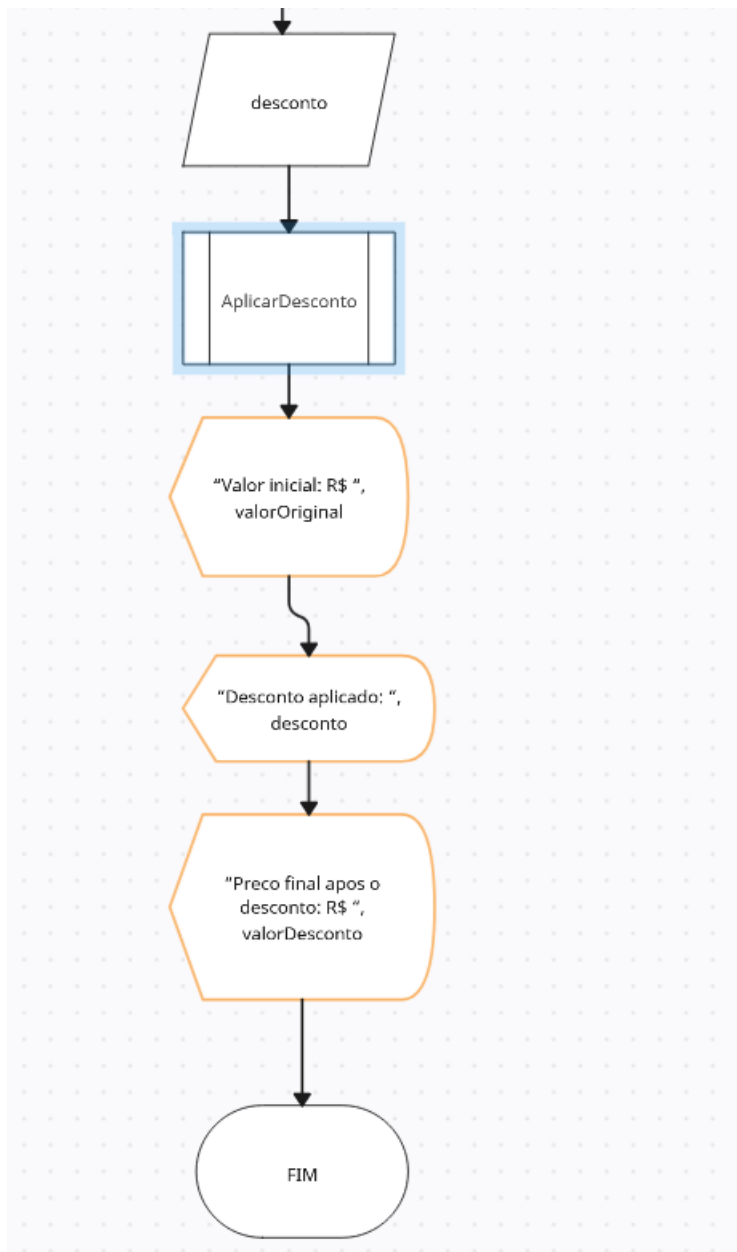 desconto
AplicarDesconto
“Valor inicial: R$ “,
valorOriginal
“Desconto aplicado: “,
desconto
“Preco final apos o
desconto: R$ “,
valorDesconto
FIM